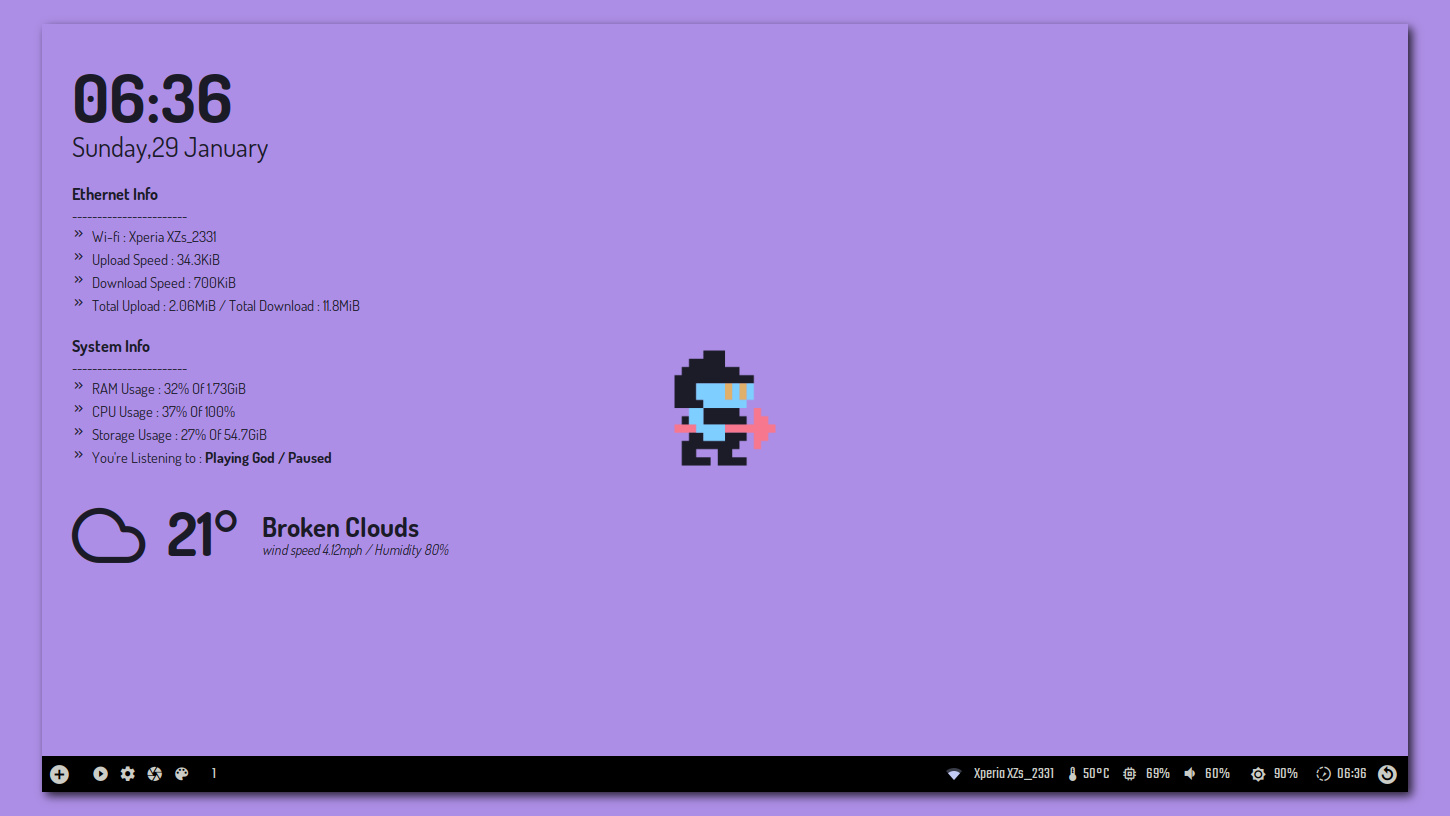 06:36
Sunday,29 January
Ethernet Info
-----------------------
» Wi-fi : Xperia XZs_2331
» Upload Speed : 34.3KiB
» Download Speed : 700KiB
» Total Upload : 2.06MiB / Total Download : 11.8MiB
System Info
-----------------------
» RAM Usage : 32% Of 1.73GiB
» CPU Usage : 37% Of 100%
» Storage Usage : 27% Of 54.7GiB
» You're Listening to : Playing God / Paused
21° Broken Clouds
wind speed 4.12mph / Humidity 80%
1 Xperia XZs_2331 50°C 69% 60% 90% 06:36